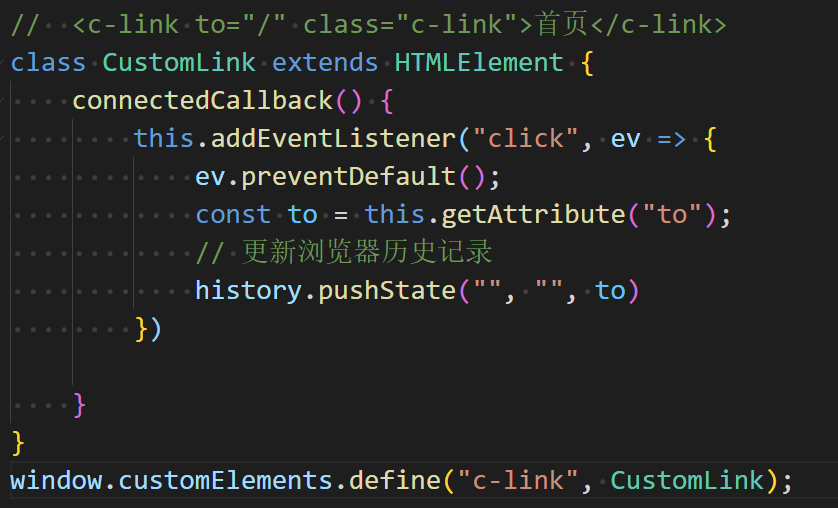 //  <c-link to="/" class="c-link">首页</c-link>
class CustomLink extends HTMLElement {
    connectedCallback() {
        this.addEventListener("click", ev => {
            ev.preventDefault();
            const to = this.getAttribute("to");
            // 更新浏览器历史记录
            history.pushState("", "", to)
        })
    }
}
window.customElements.define("c-link", CustomLink);